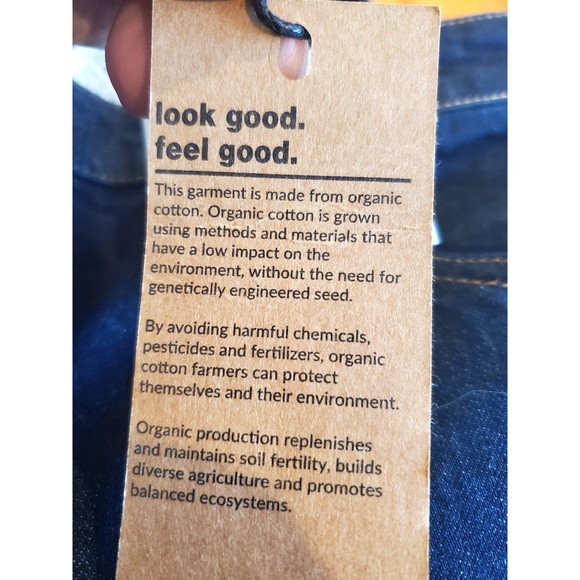 look good.
feel good.
This garment is made from organic
cotton. Organic cotton is grown
using methods and materials that
have a low impact on the
environment, without the need for
genetically engineered seed.
By avoiding harmful chemicals,
pesticides and fertilizers, organic
cotton farmers can protect
themselves and their environment.
Organic production replenishes
and maintains soil fertility, builds
diverse agriculture and promotes
balanced ecosystems.